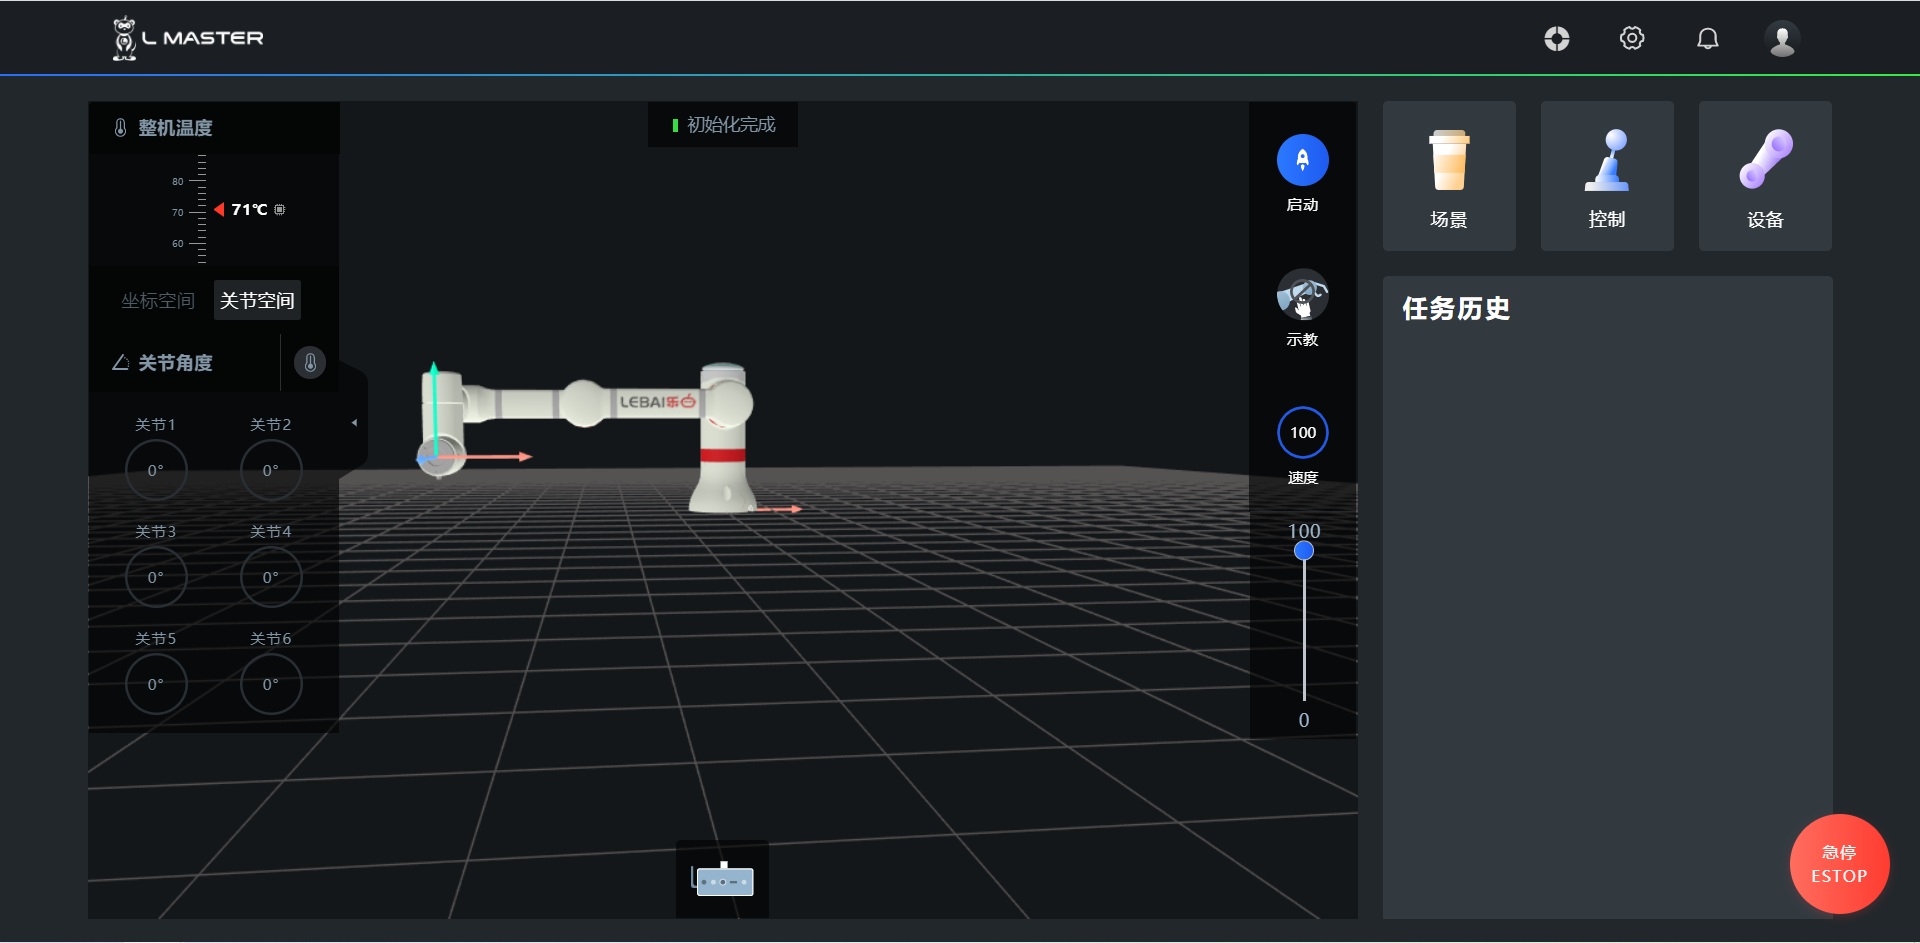 L MASTER
整机温度
80
70
60
71℃
坐标空间
关节空间
关节角度
关节1
关节2
0°
0°
关节3
关节4
0°
0°
关节5
关节6
0°
0°
初始化完成
LEBAI乐白
启动
示教
100
速度
100
0
场景
控制
设备
任务历史
急停
ESTOP